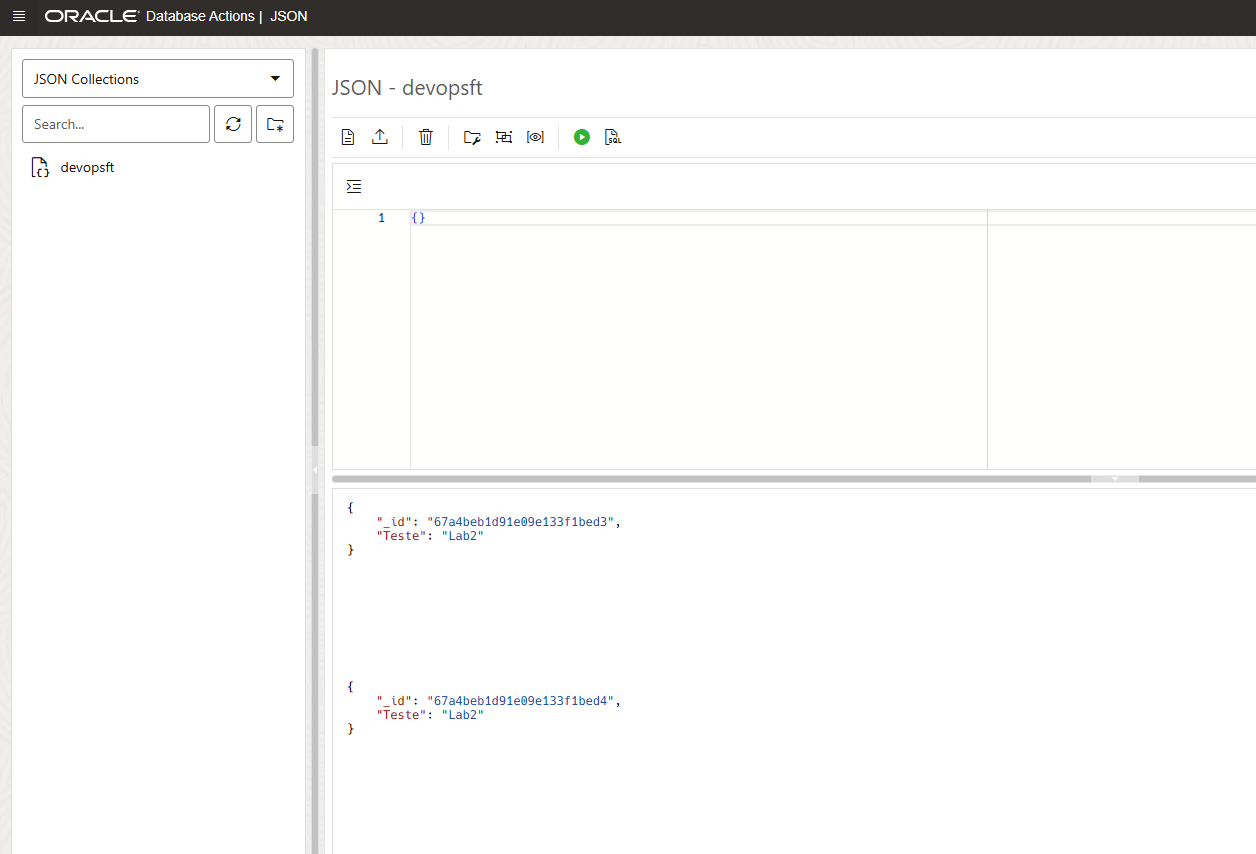 ORACLE Database Actions | JSON
JSON Collections
Search...
devopsft
JSON - devopsft
SQL
1 {}
{
"_id": "67a4beb1d91e09e133f1bed3",
"Teste": "Lab2"
}
{
"_id": "67a4beb1d91e09e133f1bed4",
"Teste": "Lab2"
}